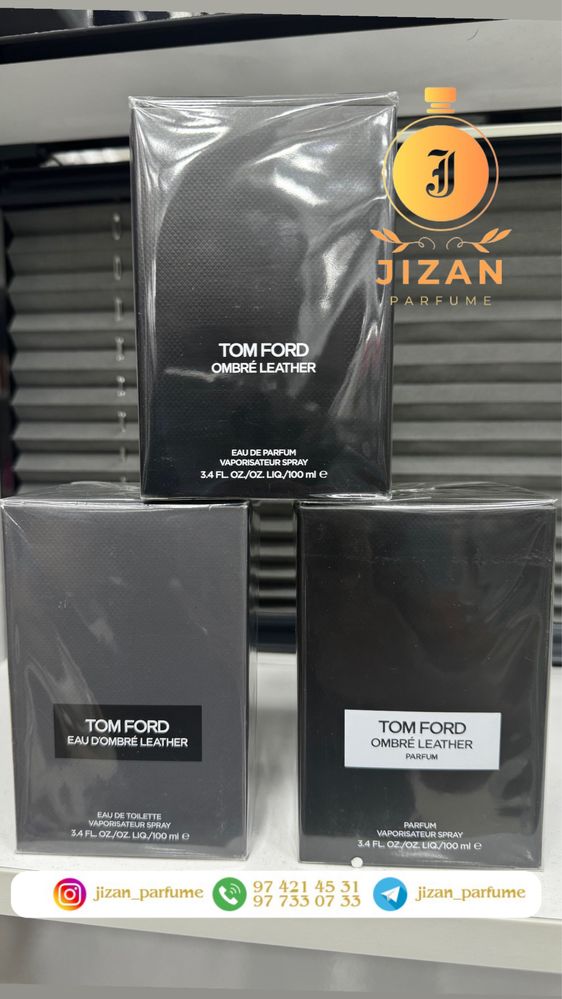 J
JIZAN
PARFUME
TOM FORD
OMBRÉ LEATHER
EAU DE PARFUM
VAPORISATEUR SPRAY
3.4 FL. OZ./OZ. LIQ./100 ml ℮
TOM FORD
EAU D'OMBRÉ LEATHER
EAU DE TOILETTE
VAPORISATEUR SPRAY
3.4 FL. OZ./OZ. LIQ./100 ml ℮
TOM FORD
OMBRÉ LEATHER
PARFUM
PARFUM
VAPORISATEUR SPRAY
3.4 FL. OZ./OZ. LIQ./100 ml ℮
jizan_parfume
97 421 45 31
97 733 07 33
jizan_parfume